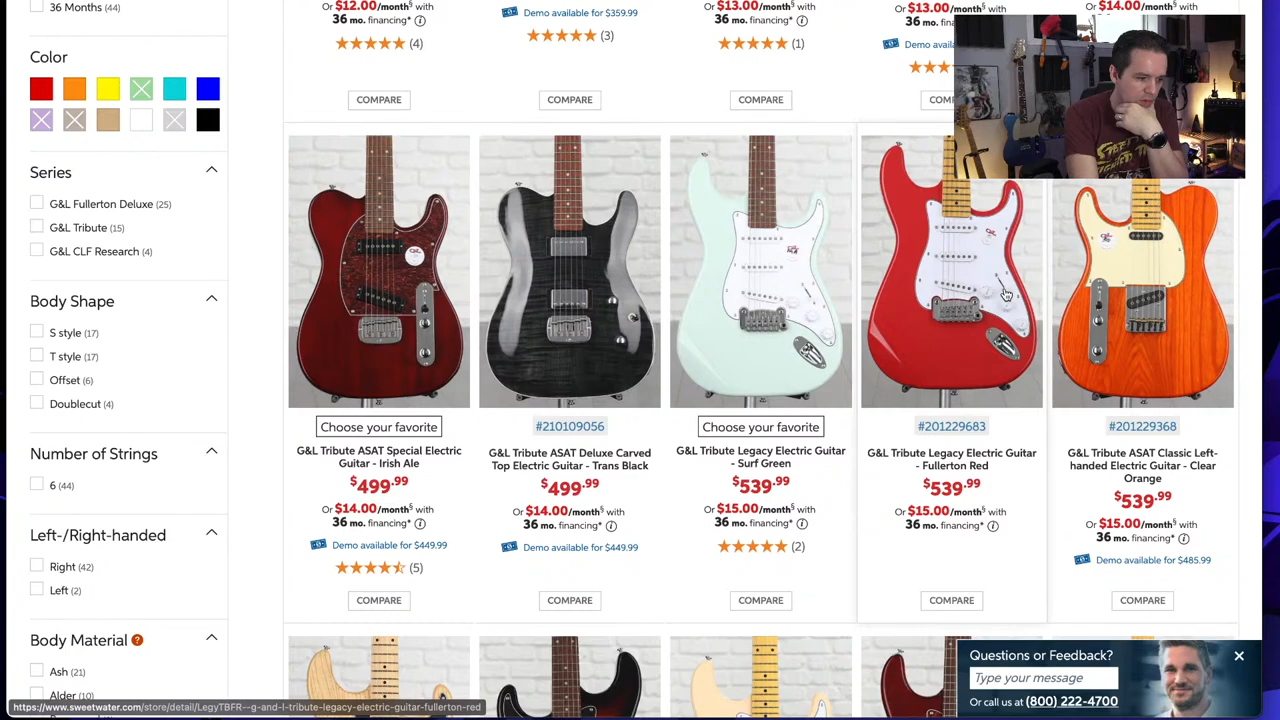 36 Months (44)
Or $12.00/month§ with
36 mo. financing* i
(4)
COMPARE
Demo available for $359.99
(3)
COMPARE
Or $13.00/month§ with
36 mo. financing* i
(1)
COMPARE
Or $13.00/month§ with
36 mo.
Demo
COM
Or $14.00/month§ with
Color
Series
G&L Fullerton Deluxe (25)
G&L Tribute (15)
G&L CLF Research (4)
Body Shape
S style (17)
T style (17)
Offset (6)
Doublecut (4)
Number of Strings
6 (44)
Left-/Right-handed
Right (42)
Left (2)
Body Material ?
Ash (21)
Alder (10)
Choose your favorite
G&L Tribute ASAT Special Electric
Guitar - Irish Ale
$499.99
Or $14.00/month§ with
36 mo. financing* i
Demo available for $449.99
(5)
COMPARE
#210109056
G&L Tribute ASAT Deluxe Carved
Top Electric Guitar - Trans Black
$499.99
Or $14.00/month§ with
36 mo. financing* i
Demo available for $449.99
COMPARE
Choose your favorite
G&L Tribute Legacy Electric
Guitar - Surf Green
$539.99
Or $15.00/month§ with
36 mo. financing* i
(2)
COMPARE
#201229683
G&L Tribute Legacy Electric Guitar
- Fullerton Red
$539.99
Or $15.00/month§ with
36 mo. financing* i
COMPARE
#201229368
G&L Tribute ASAT Classic Left-
handed Electric Guitar - Clear
Orange
$539.99
Or $15.00/month§ with
36 mo. financing* i
Demo available for $485.99
COMPARE
Questions or Feedback?
Type your message
Or call us at (800) 222-4700
https://www.sweetwater.com/store/detail/LegyTBFR--g-and-l-tribute-legacy-electric-guitar-fullerton-red